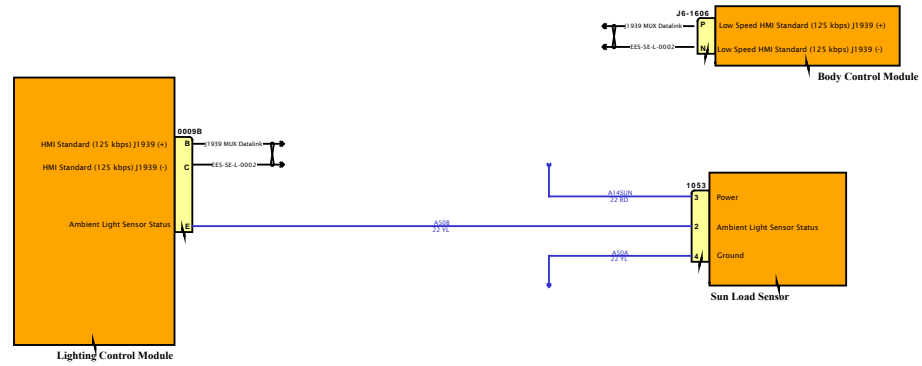 J6-1606
J1939 MUX Datalink
P
Low Speed HMI Standard (125 kbps) J1939 (+)
EES-SE-L-0002
N
Low Speed HMI Standard (125 kbps) J1939 (-)
Body Control Module
0009B
HMI Standard (125 kbps) J1939 (+)
B
J1939 MUX Datalink
HMI Standard (125 kbps) J1939 (-)
C
EES-SE-L-0002
1053
A14SUN
22 RD
3
Power
Ambient Light Sensor Status
E
A50B
22 YL
2
Ambient Light Sensor Status
A50A
22 YL
4
Ground
Sun Load Sensor
Lighting Control Module